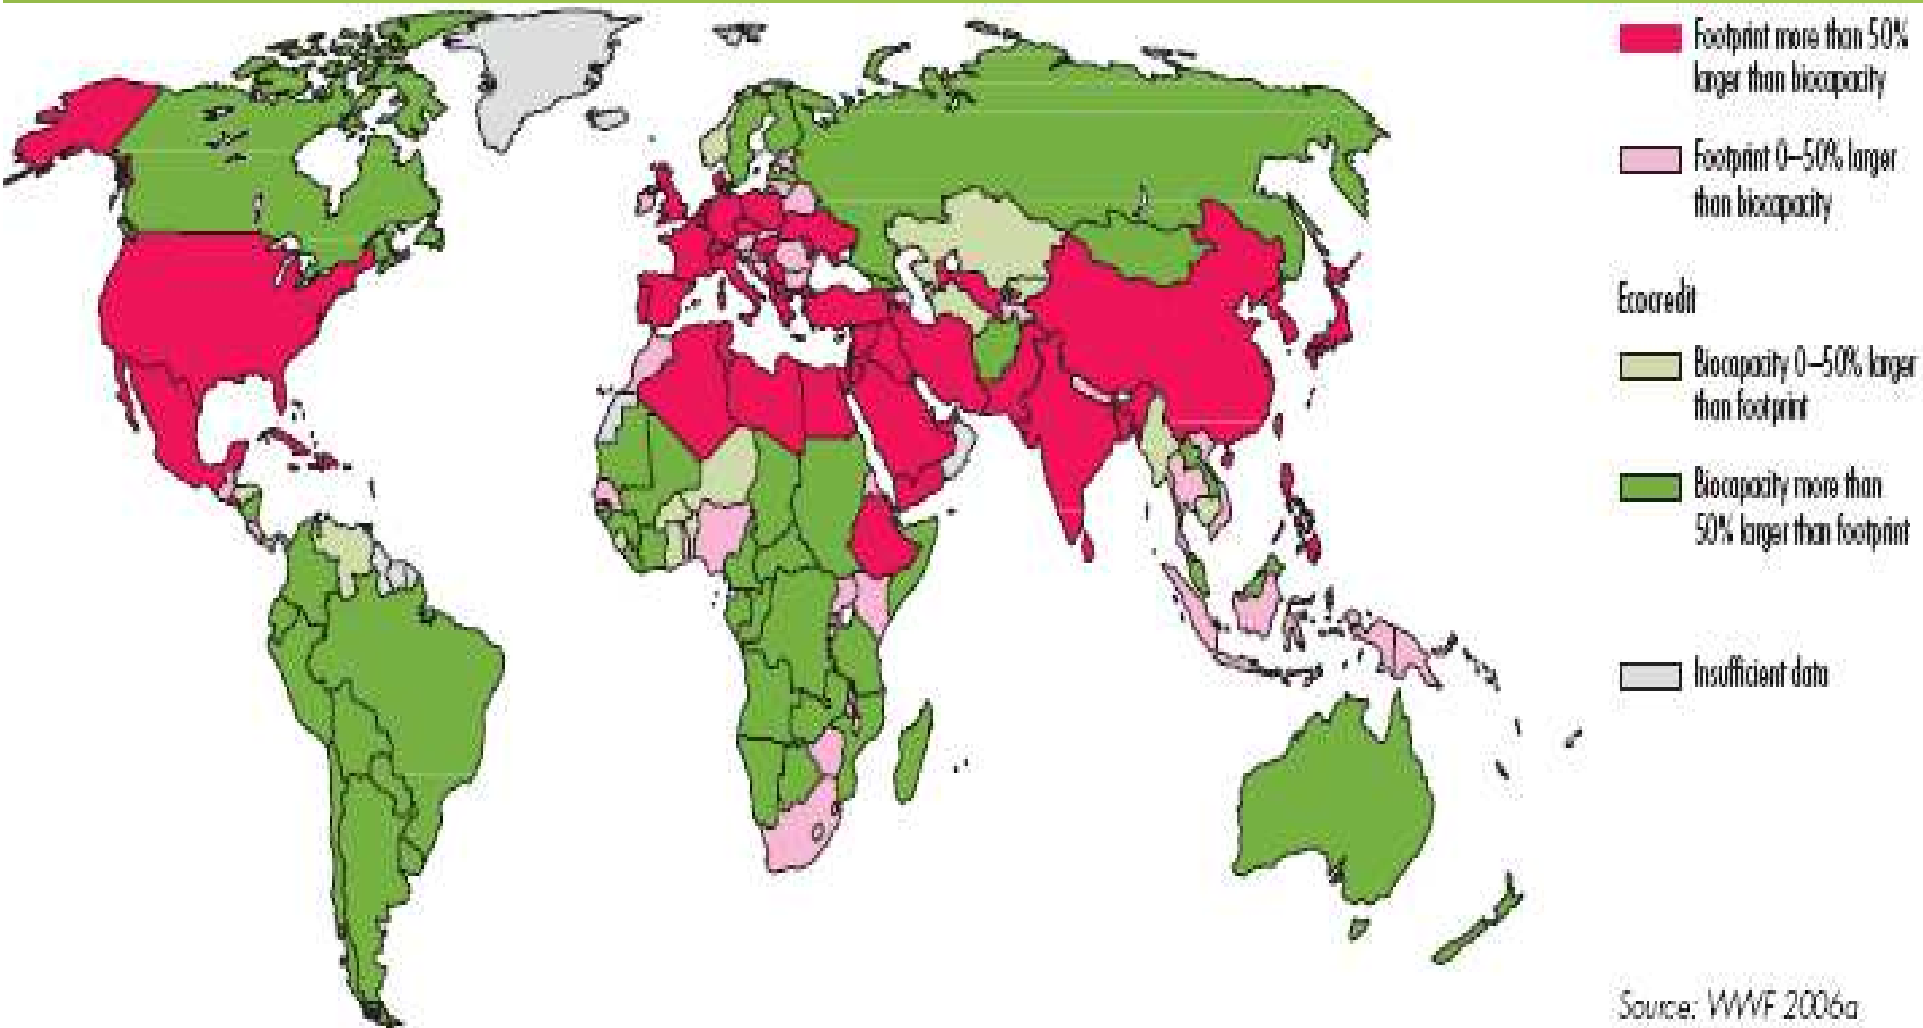 Footprint more than 50%
larger than biocapacity
Footprint 0–50% larger
than biocapacity
Ecocredit
Biocapacity 0–50% larger
than footprint
Biocapacity more than
50% larger than footprint
Insufficient data
Source: WWF 2006a